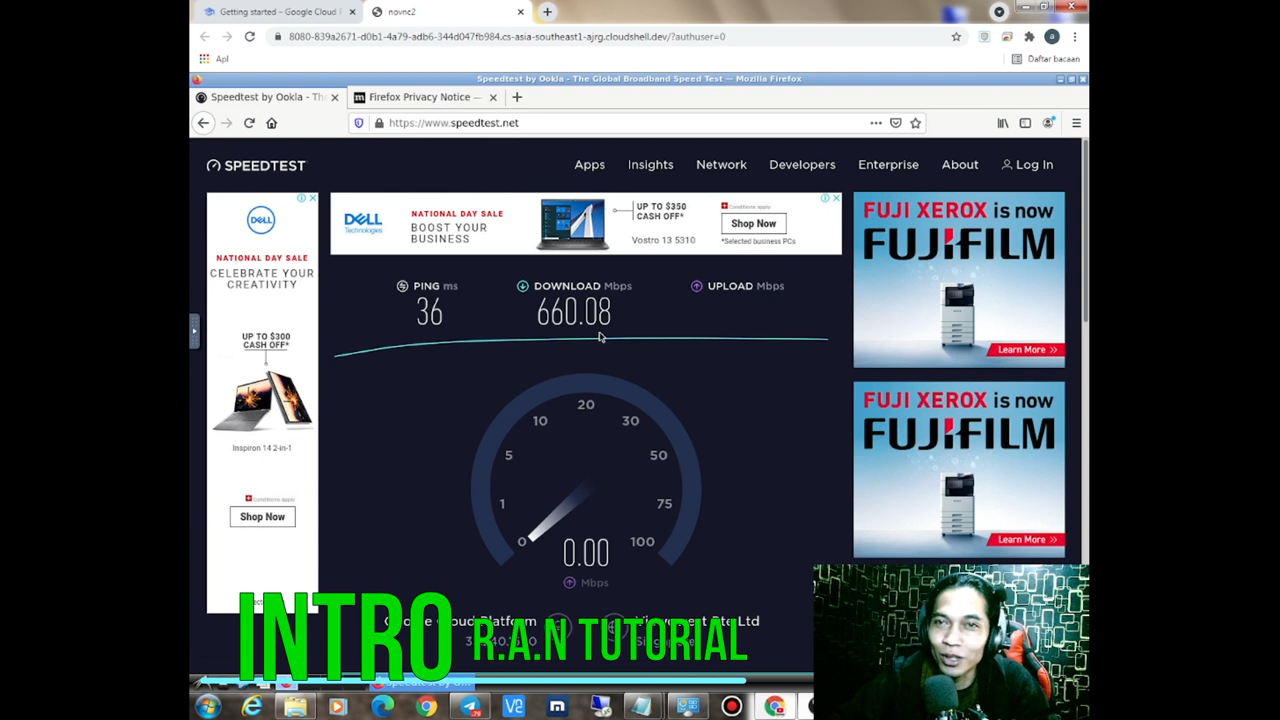 Getting started – Google Cloud P
novnc2
8080-839a2671-d0b1-4a79-adb6-344d047fb984.cs-asia-southeast1-ajrg.cloudshell.dev/?authuser=0
Apl
Daftar bacaan
Speedtest by Ookla - The Global Broadband Speed Test — Mozilla Firefox
Speedtest by Ookla - Th
Firefox Privacy Notice —
https://www.speedtest.net
SPEEDTEST
Apps
Insights
Network
Developers
Enterprise
About
Log In
DELL
NATIONAL DAY SALE
CELEBRATE YOUR
CREATIVITY
UP TO $300
CASH OFF*
Inspiron 14 2-in-1
Conditions apply
Shop Now
DELL
Technologies
NATIONAL DAY SALE
BOOST YOUR
BUSINESS
UP TO $350
CASH OFF*
Vostro 13 5310
Conditions apply
Shop Now
*Selected business PCs
FUJI XEROX is now
FUJIFILM
Learn More
FUJI XEROX is now
FUJIFILM
Learn More
PING ms
36
DOWNLOAD Mbps
660.08
UPLOAD Mbps
0
1
5
10
20
30
50
75
100
0.00
Mbps
INTRO
R.A.N TUTORIAL